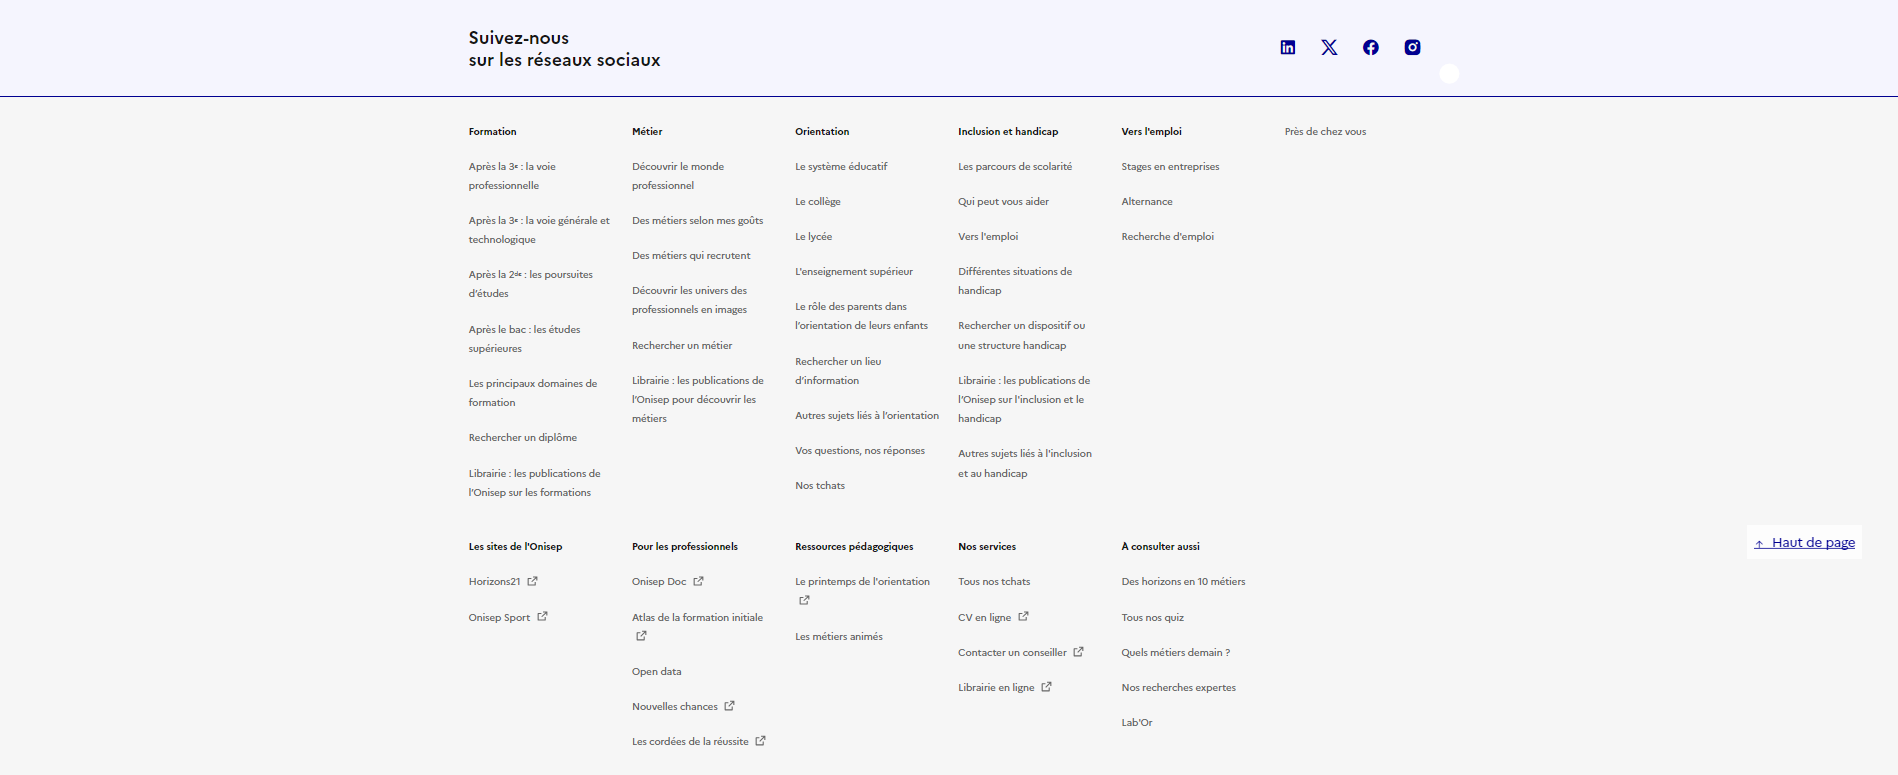 Suivez-nous
sur les réseaux sociaux
Formation
Après la 3e : la voie
professionnelle
Après la 3e : la voie générale et
technologique
Après la 2de : les poursuites
d'études
Après le bac : les études
supérieures
Les principaux domaines de
formation
Rechercher un diplôme
Librairie : les publications de
l'Onisep sur les formations
Métier
Découvrir le monde
professionnel
Des métiers selon mes goûts
Des métiers qui recrutent
Découvrir les univers des
professionnels en images
Rechercher un métier
Librairie : les publications de
l'Onisep pour découvrir les
métiers
Orientation
Le système éducatif
Le collège
Le lycée
L'enseignement supérieur
Le rôle des parents dans
l'orientation de leurs enfants
Rechercher un lieu
d'information
Autres sujets liés à l'orientation
Vos questions, nos réponses
Nos tchats
Inclusion et handicap
Les parcours de scolarité
Qui peut vous aider
Vers l'emploi
Différentes situations de
handicap
Rechercher un dispositif ou
une structure handicap
Librairie : les publications de
l'Onisep sur l'inclusion et le
handicap
Autres sujets liés à l'inclusion
et au handicap
Vers l'emploi
Stages en entreprises
Alternance
Recherche d'emploi
Près de chez vous
Les sites de l'Onisep
Horizons21
Onisep Sport
Pour les professionnels
Onisep Doc
Atlas de la formation initiale
Open data
Nouvelles chances
Les cordées de la réussite
Ressources pédagogiques
Le printemps de l'orientation
Les métiers animés
Nos services
Tous nos tchats
CV en ligne
Contacter un conseiller
Librairie en ligne
À consulter aussi
Des horizons en 10 métiers
Tous nos quiz
Quels métiers demain ?
Nos recherches expertes
Lab'Or
Haut de page